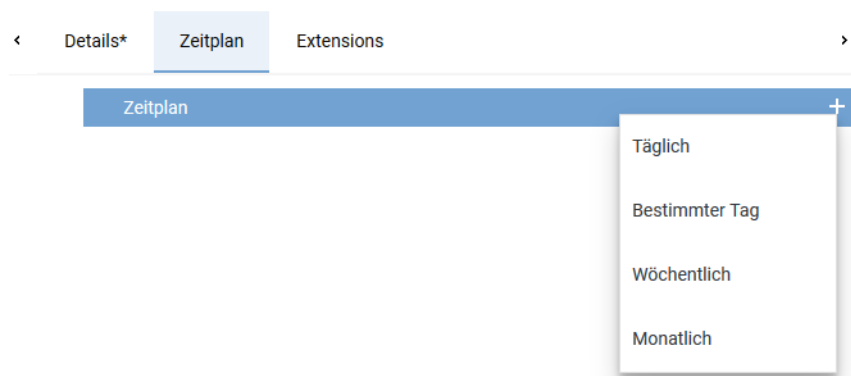 Details* Zeitplan Extensions
Zeitplan
Täglich
Bestimmter Tag
Wöchentlich
Monatlich